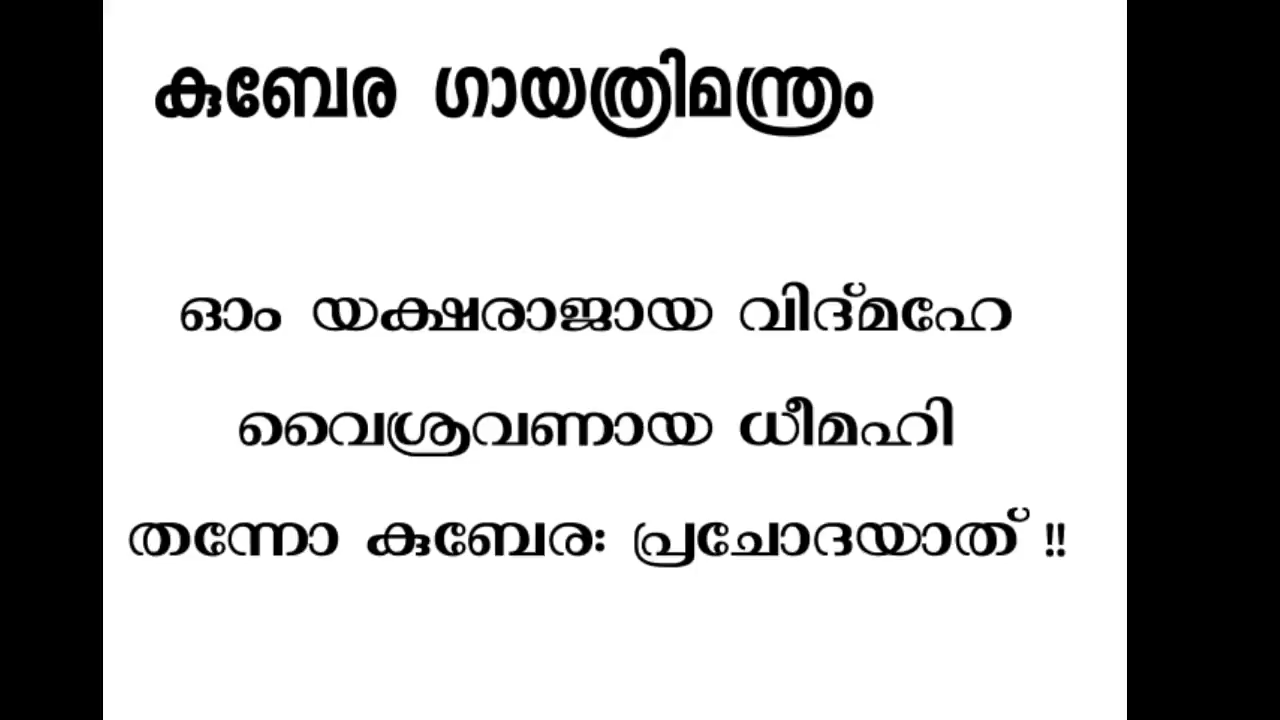 കുബേര ഗായത്രിമന്ത്രം
ഓം യക്ഷരാജായ വിദ്മഹേ
വൈശ്രവണായ ധീമഹി
തന്നോ കുബേരഃ പ്രചോദയാത് !!